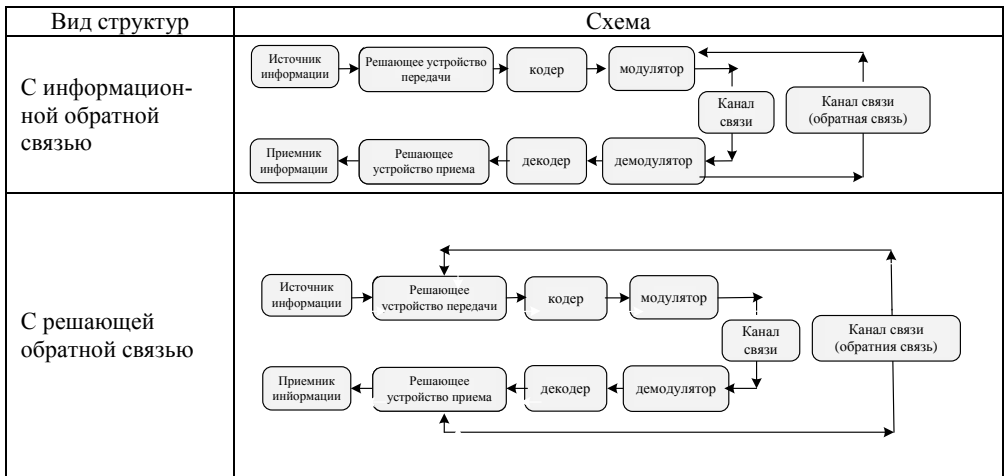 Вид структур
Схема
С информацион-
ной обратной
связью
Источник
информации
Решающее устройство
передачи
кодер
модулятор
Канал
связи
Канал связи
(обратная связь)
Приемник
информации
Решающее
устройство приема
декодер
демодулятор
С решающей
обратной связью
Источник
информации
Решающее
устройство передачи
кодер
модулятор
Канал
связи
Канал связи
(обратния связь)
Приемник
инйормации
Решающее
устройство приема
декодер
демодулятор